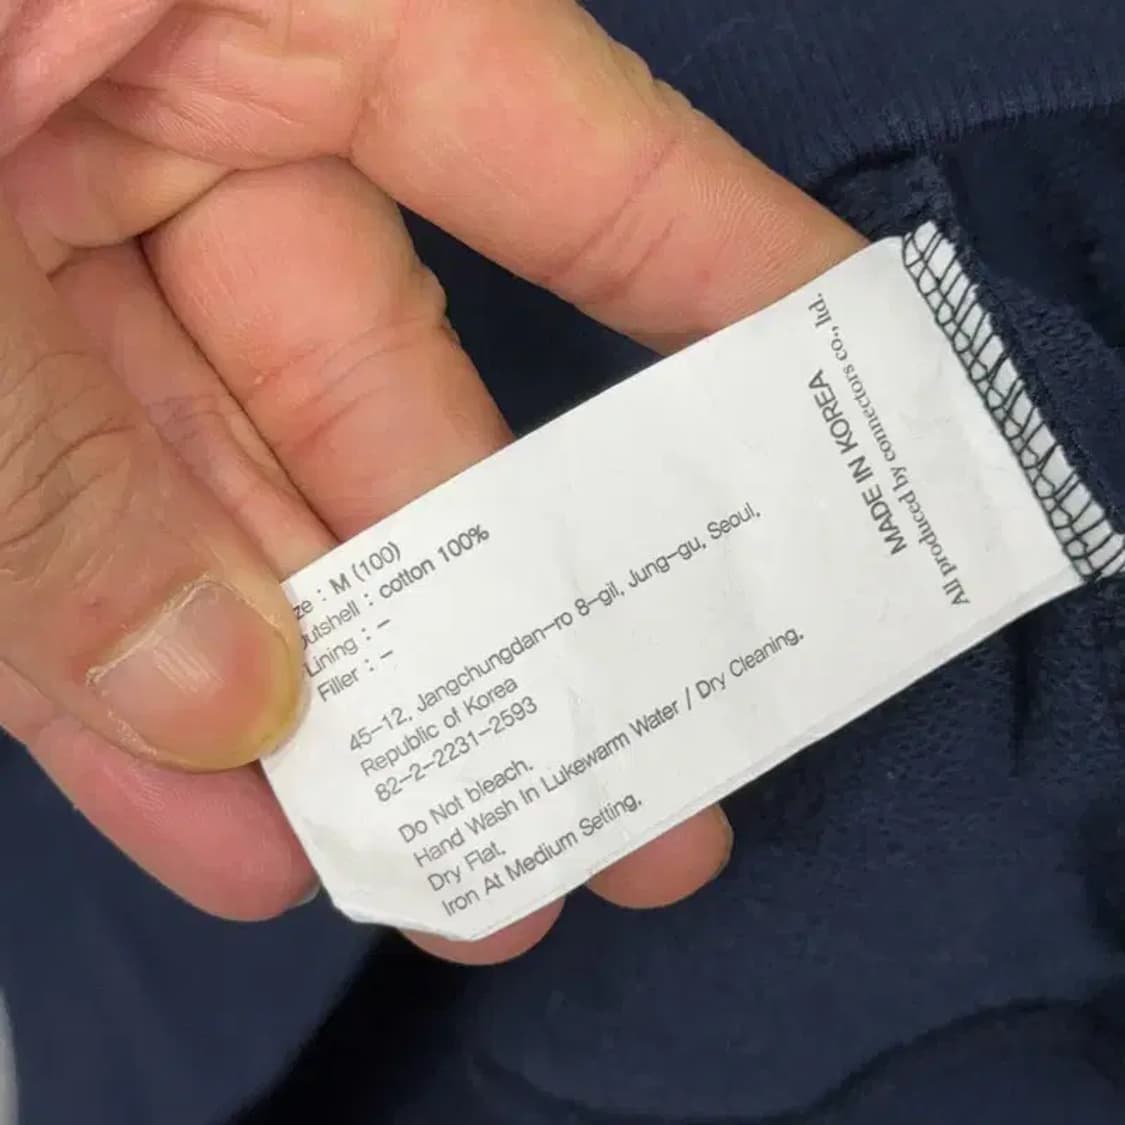 ze : M (100)
utshell : cotton 100%
Lining : -
Filler : -
45-12, Jangchungdan-ro 8-gil, Jung-gu, Seoul,
Republic of Korea
82-2-2231-2593
Do Not bleach.
Hand Wash In Lukewarm Water / Dry Cleaning.
Dry Flat.
Iron At Medium Setting.
MADE IN KOREA
All produced by connectors co., ltd.